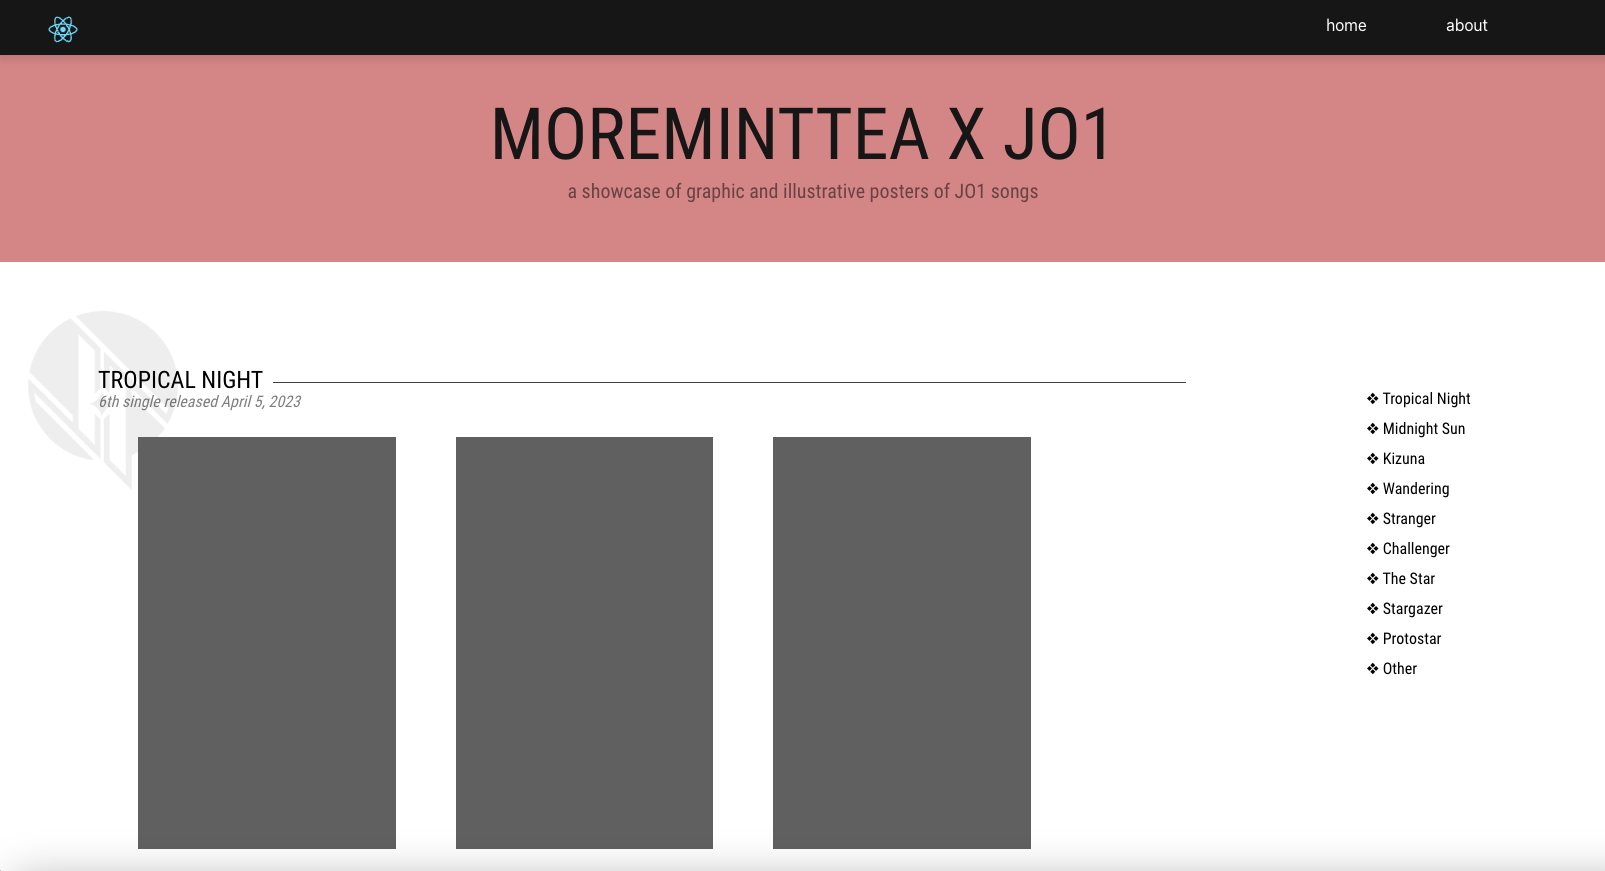 home about
MOREMINTTEA X JO1
a showcase of graphic and illustrative posters of JO1 songs
TROPICAL NIGHT
6th single released April 5, 2023
❖ Tropical Night
❖ Midnight Sun
❖ Kizuna
❖ Wandering
❖ Stranger
❖ Challenger
❖ The Star
❖ Stargazer
❖ Protostar
❖ Other